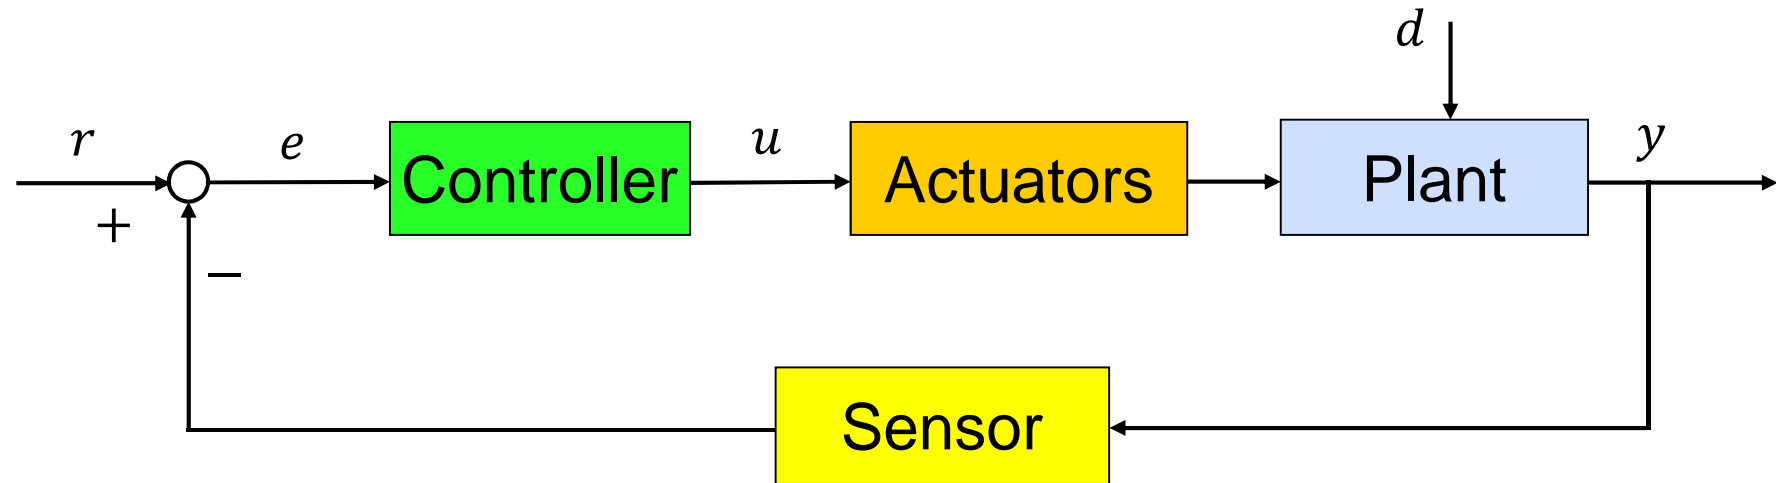 d
r
e
Controller
u
Actuators
Plant
y
+
−
Sensor